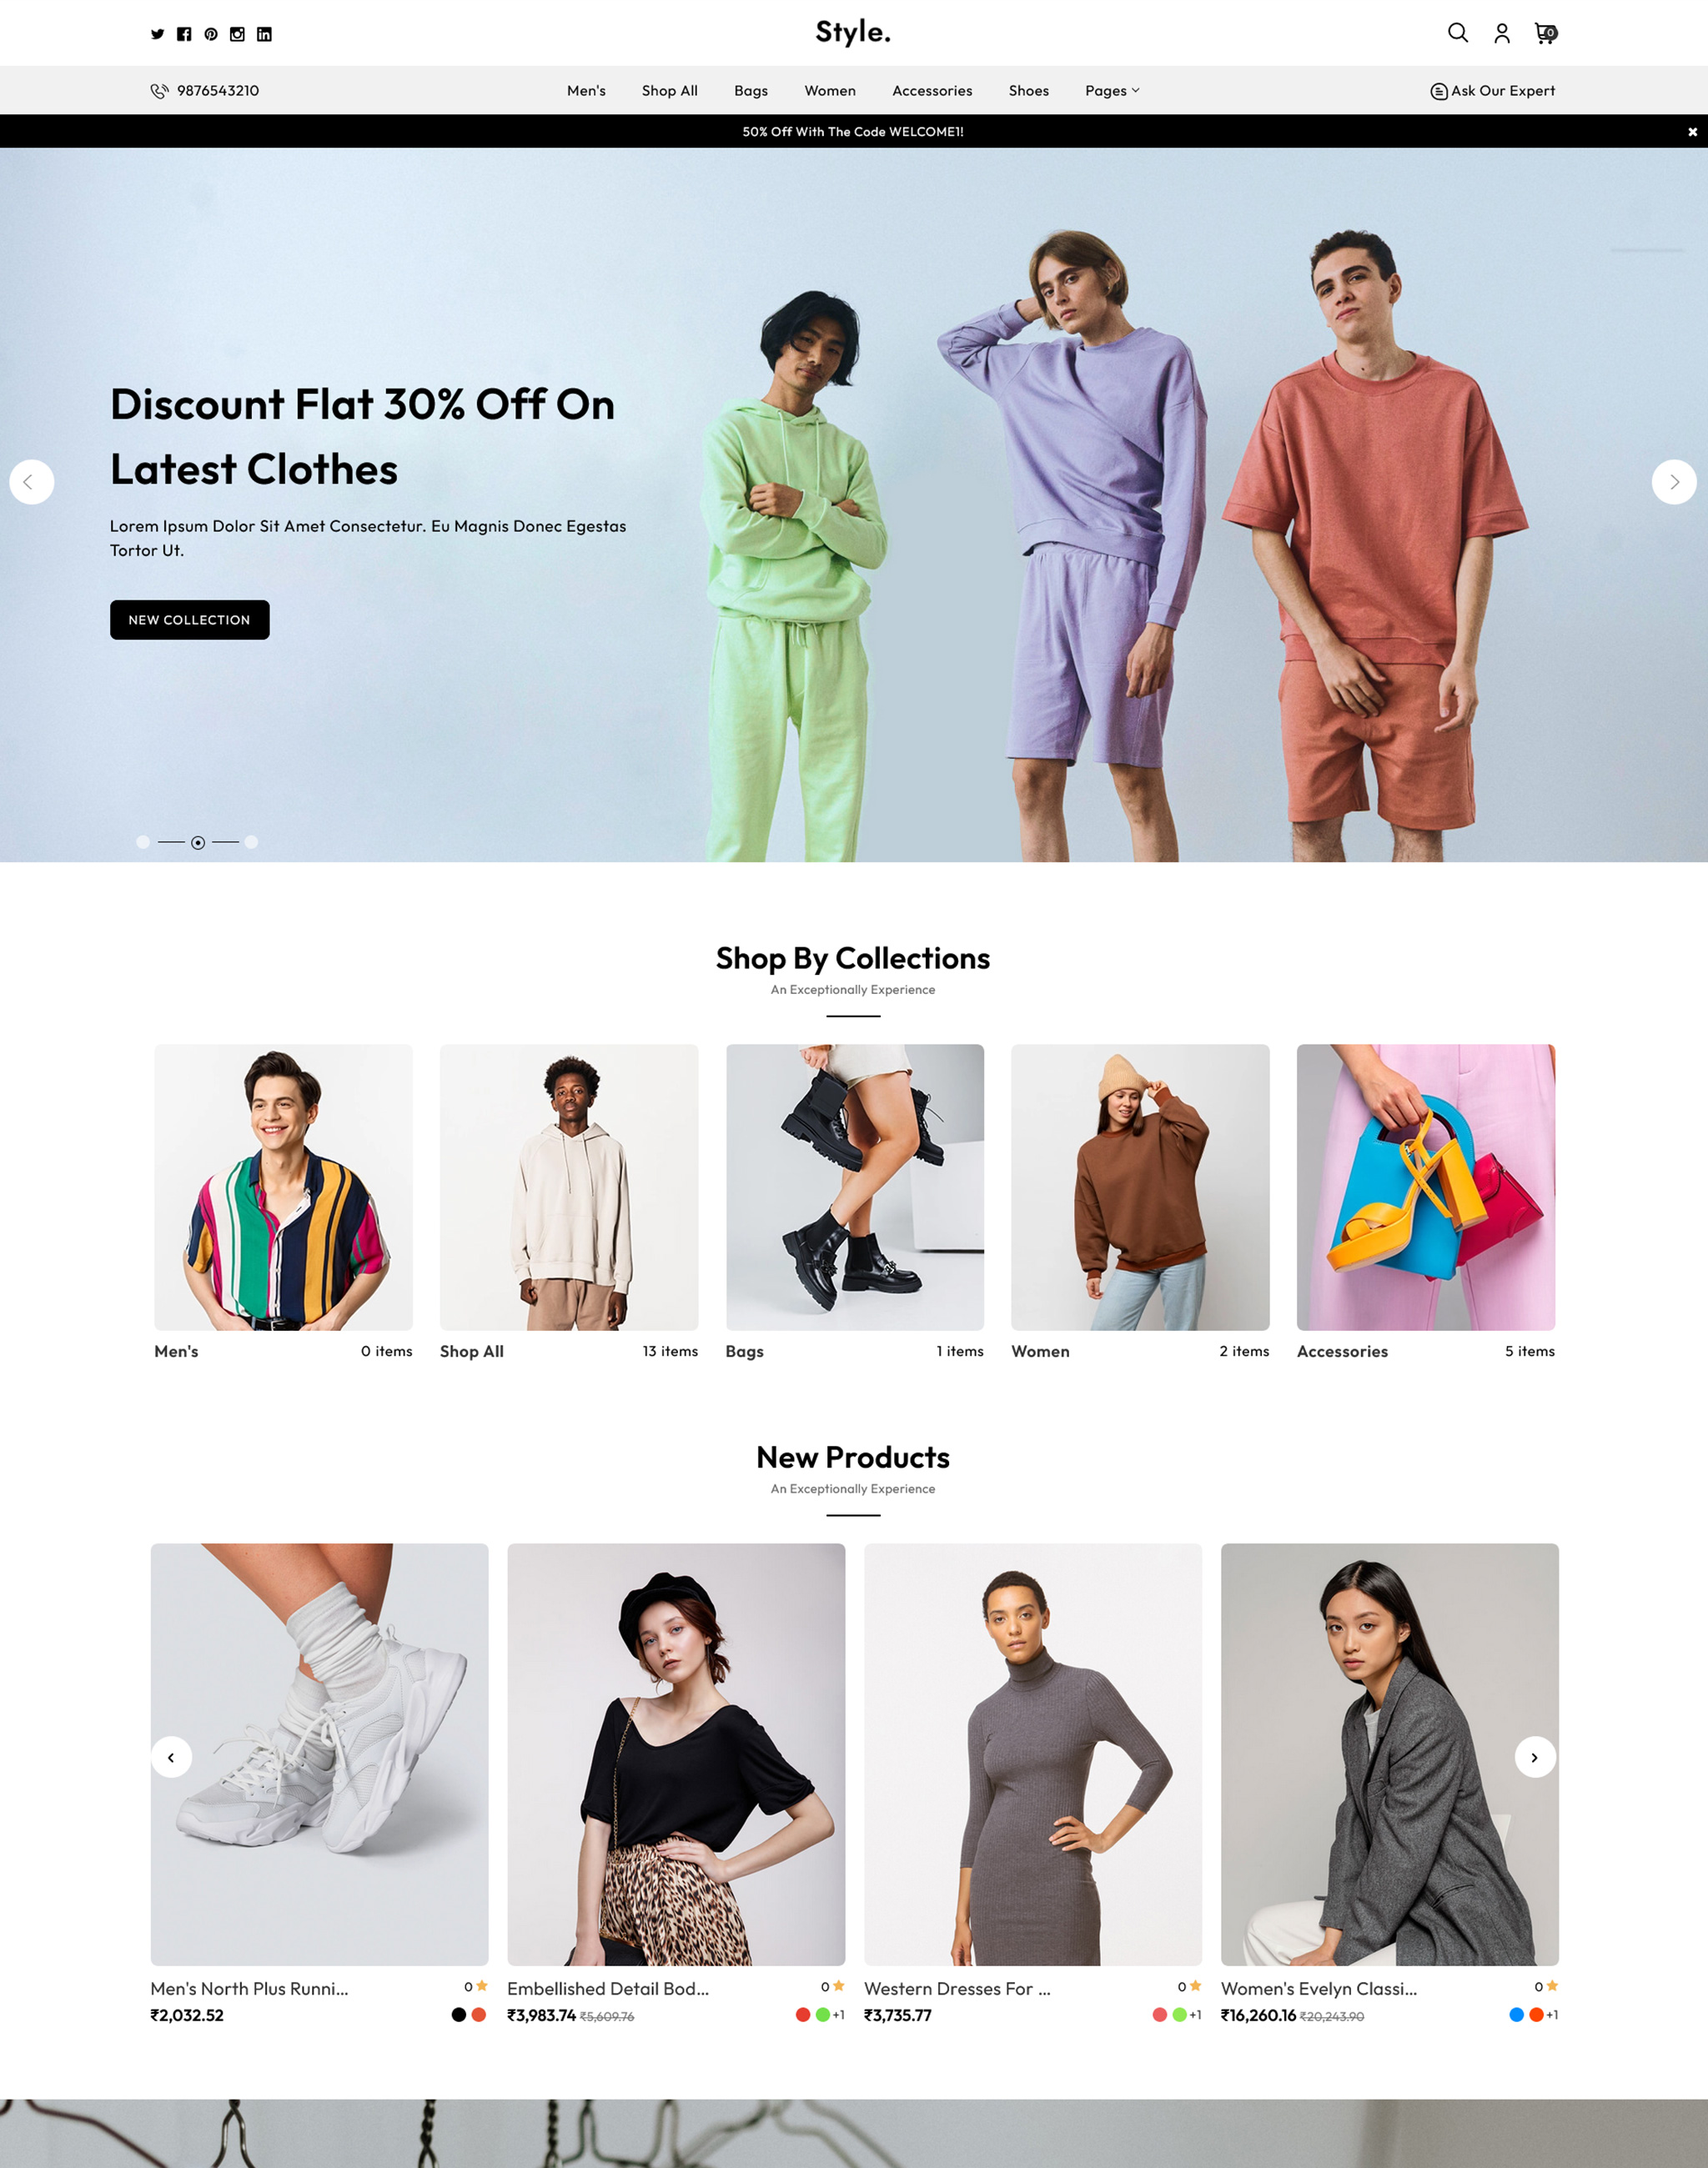 Style.
0
9876543210
Men's
Shop All
Bags
Women
Accessories
Shoes
Pages
Ask Our Expert
50% Off With The Code WELCOME1!
Discount Flat 30% Off On
Latest Clothes
Lorem Ipsum Dolor Sit Amet Consectetur. Eu Magnis Donec Egestas
Tortor Ut.
NEW COLLECTION
Shop By Collections
An Exceptionally Experience
Men's 0 items
Shop All 13 items
Bags 1 items
Women 2 items
Accessories 5 items
New Products
An Exceptionally Experience
Men's North Plus Runni... 0
₹2,032.52
Embellished Detail Bod... 0
₹3,983.74 ₹5,609.76 +1
Western Dresses For ... 0
₹3,735.77 +1
Women's Evelyn Classi... 0
₹16,260.16 ₹20,243.90 +1